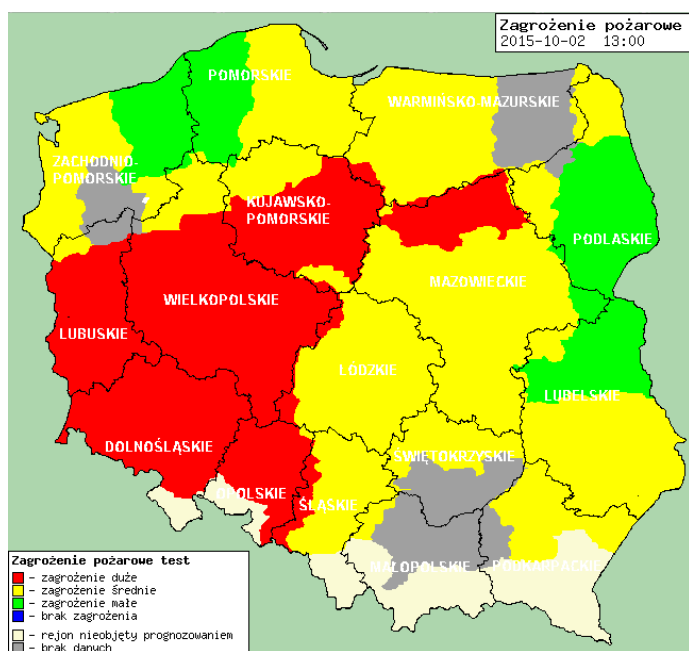 Zagrożenie pożarowe
2015-10-02 13:00
POMORSKIE
WARMIŃSKO-MAZURSKIE
ZACHODNIO-
POMORSKIE
KUJAWSKO-
POMORSKIE
PODLASKIE
MAZOWIECKIE
WIELKOPOLSKIE
LUBUSKIE
ŁÓDZKIE
LUBELSKIE
DOLNOŚLĄSKIE
ŚWIĘTOKRZYSKIE
OPOLSKIE
ŚLĄSKIE
MAŁOPOLSKIE
PODKARPACKIE
Zagrożenie pożarowe test
– zagrożenie duże
– zagrożenie średnie
– zagrożenie małe
– brak zagrożenia
– rejon nieobjęty prognozowaniem
– brak danych